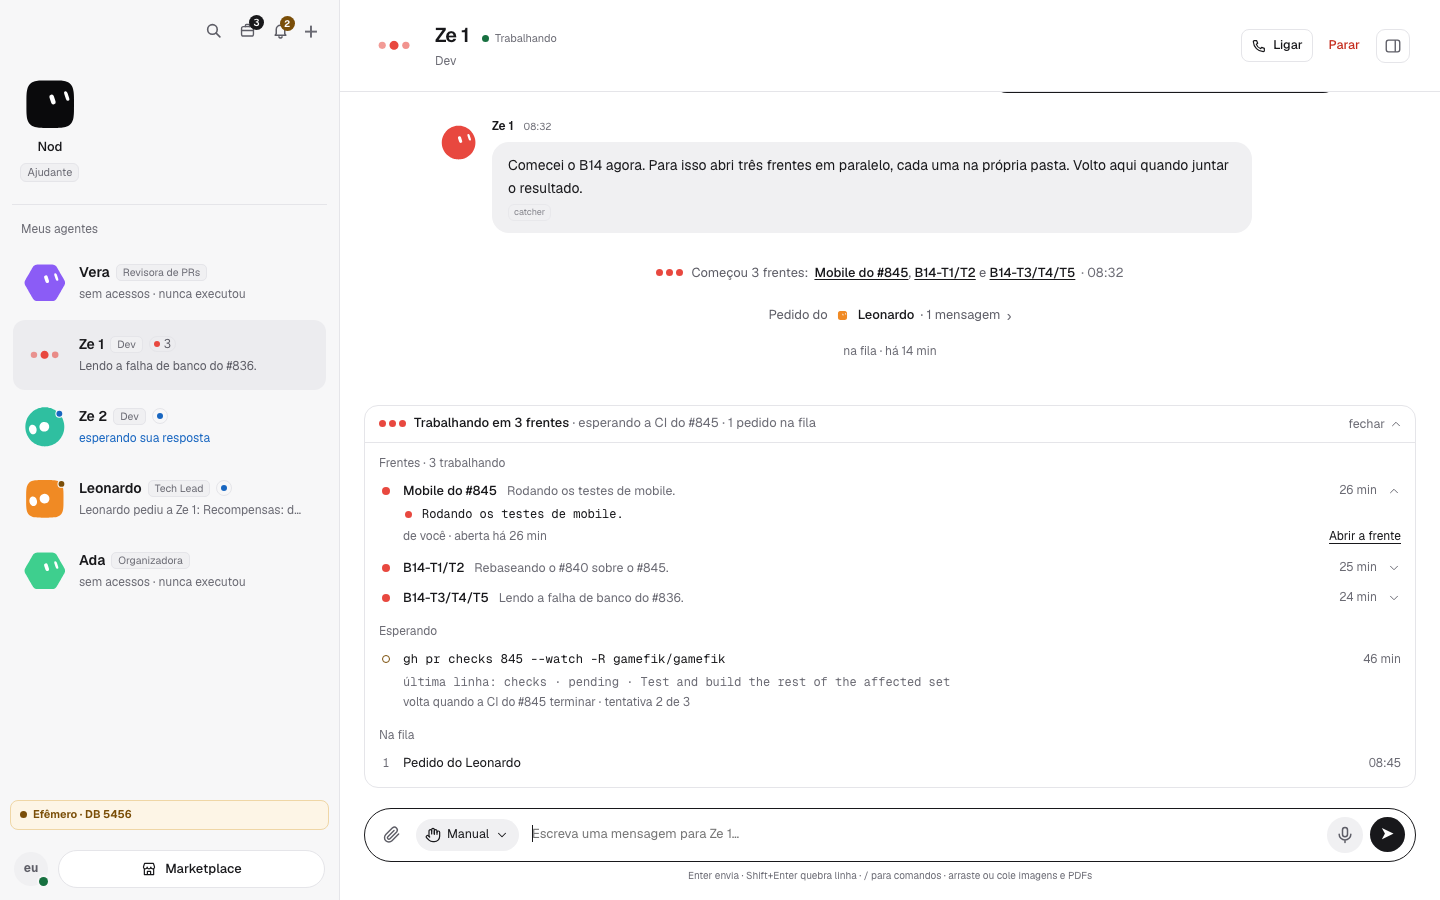 3
2
Nod
Ajudante
Meus agentes
Vera Revisora de PRs
sem acessos · nunca executou
Ze 1 Dev 3
Lendo a falha de banco do #836.
Ze 2 Dev
esperando sua resposta
Leonardo Tech Lead
Leonardo pediu a Ze 1: Recompensas: d...
Ada Organizadora
sem acessos · nunca executou
Efêmero · DB 5456
eu
Marketplace
Ze 1 Trabalhando
Dev
Ligar
Parar
Ze 1 08:32
Comecei o B14 agora. Para isso abri três frentes em paralelo, cada uma na própria pasta. Volto aqui quando juntar
o resultado.
catcher
Começou 3 frentes: Mobile do #845, B14-T1/T2 e B14-T3/T4/T5 · 08:32
Pedido do Leonardo · 1 mensagem ›
na fila · há 14 min
Trabalhando em 3 frentes · esperando a CI do #845 · 1 pedido na fila fechar
Frentes · 3 trabalhando
Mobile do #845 Rodando os testes de mobile. 26 min
Rodando os testes de mobile.
de você · aberta há 26 min Abrir a frente
B14-T1/T2 Rebaseando o #840 sobre o #845. 25 min
B14-T3/T4/T5 Lendo a falha de banco do #836. 24 min
Esperando
gh pr checks 845 --watch -R gamefik/gamefik 46 min
última linha: checks · pending · Test and build the rest of the affected set
volta quando a CI do #845 terminar · tentativa 2 de 3
Na fila
1 Pedido do Leonardo 08:45
Manual
Escreva uma mensagem para Ze 1...
Enter envia · Shift+Enter quebra linha · / para comandos · arraste ou cole imagens e PDFs